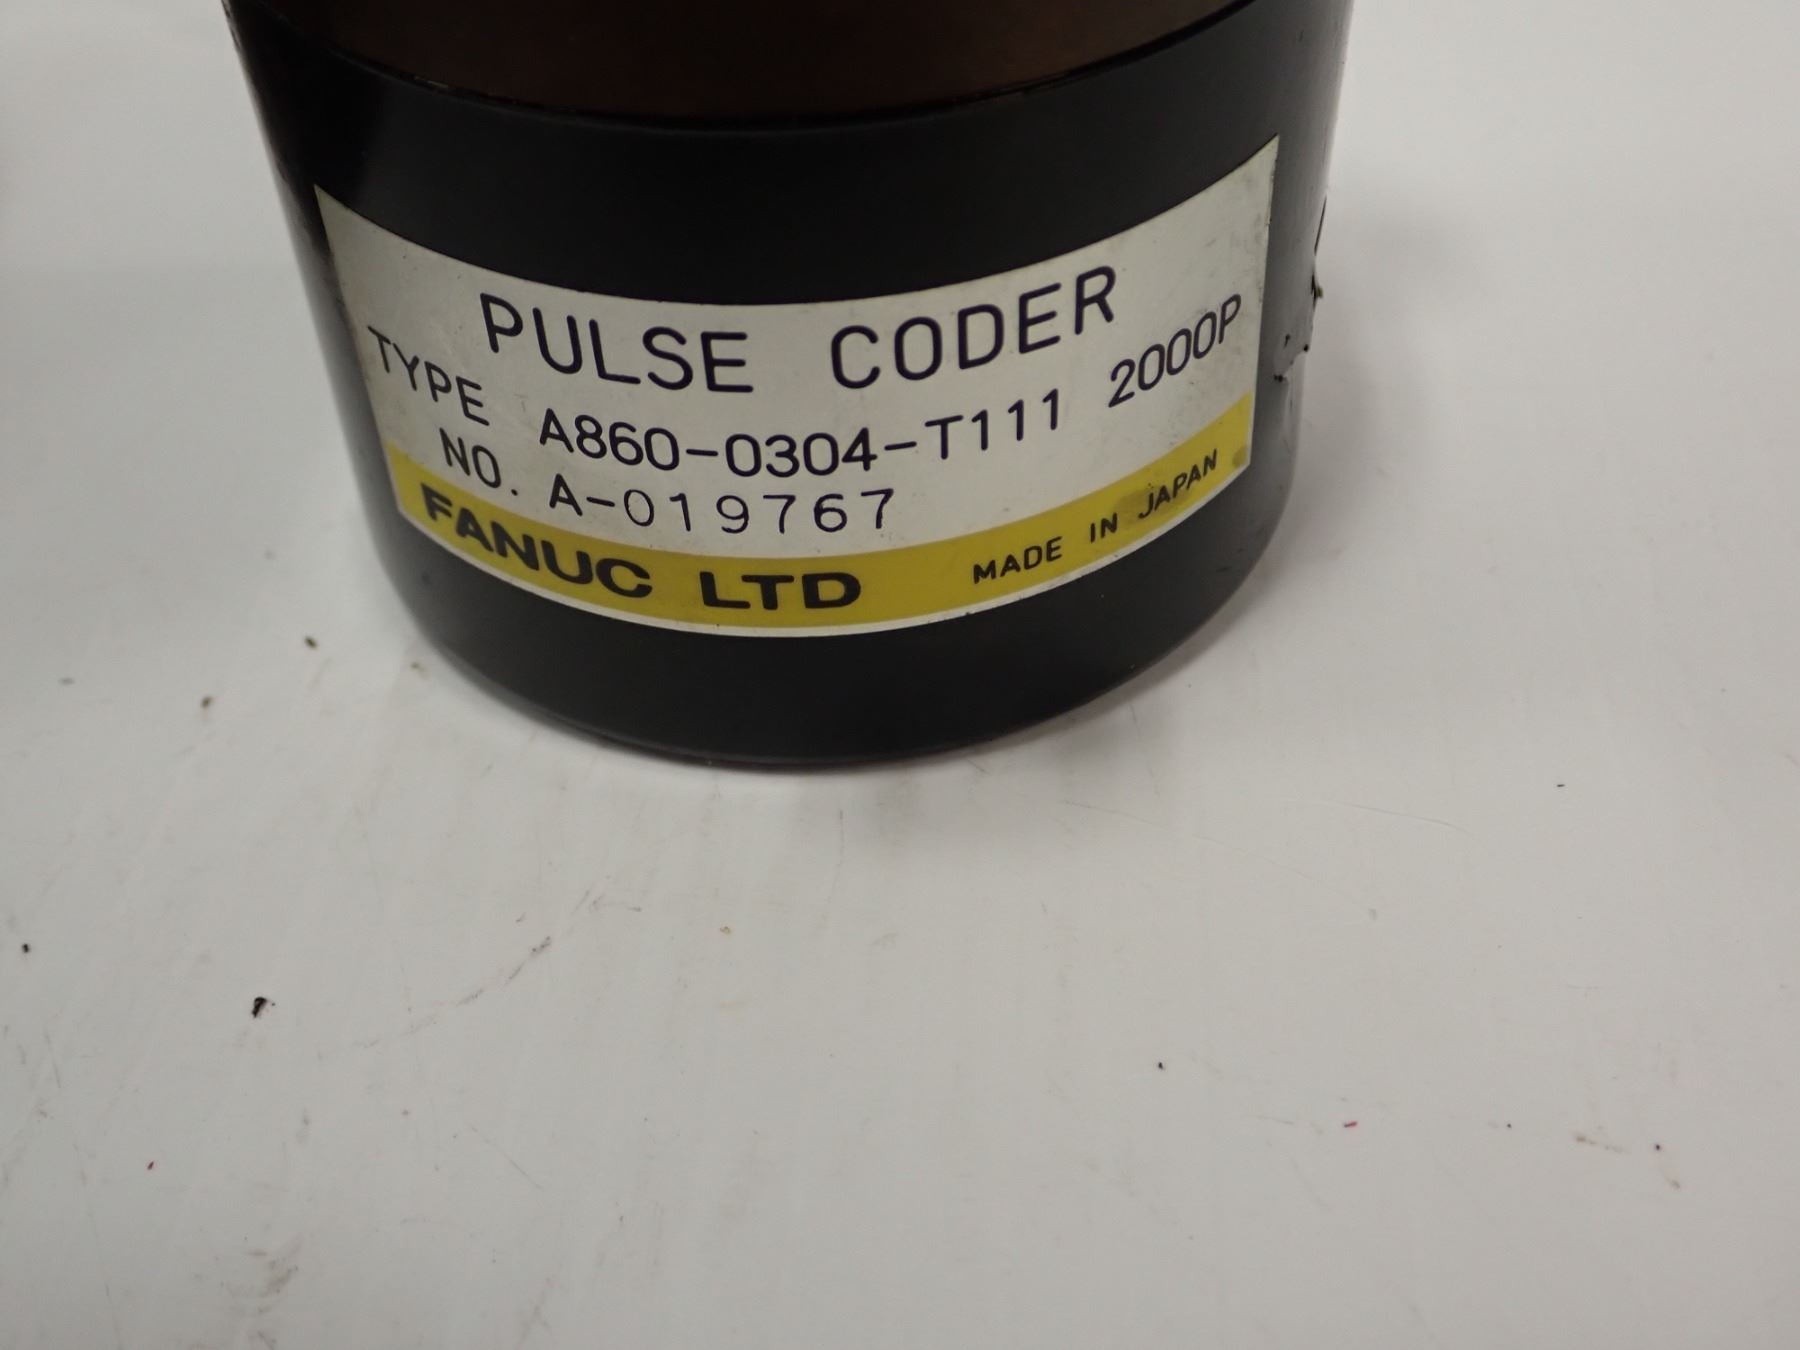 PULSE CODER
TYPE A860-0304-T111 2000P
NO. A-019767
FANUC LTD MADE IN JAPAN